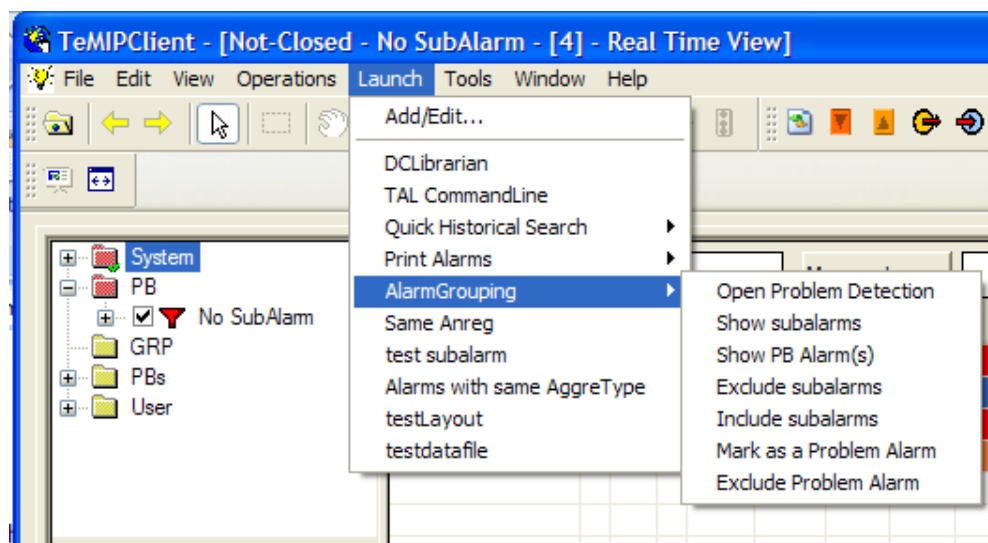 TeMIPClient - [Not-Closed - No SubAlarm - [4] - Real Time View]
File Edit View Operations Launch Tools Window Help
Add/Edit...
DCLibrarian
TAL CommandLine
Quick Historical Search
Print Alarms
AlarmGrouping
Same Anreg
test subalarm
Alarms with same AggreType
testLayout
testdatafile
Open Problem Detection
Show subalarms
Show PB Alarm(s)
Exclude subalarms
Include subalarms
Mark as a Problem Alarm
Exclude Problem Alarm
System
PB
No SubAlarm
GRP
PBs
User